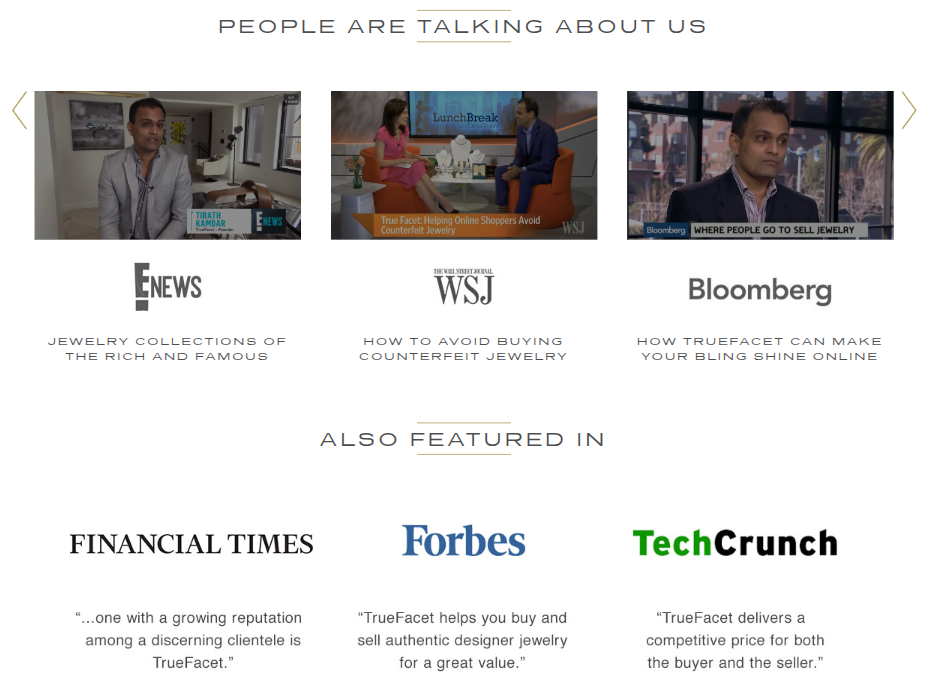 PEOPLE ARE TALKING ABOUT US
TIRATH
KAMDAR
TrueFacet - Founder
E NEWS
LunchBreak
True Facet: Helping Online Shoppers Avoid
Counterfeit Jewelry
WSJ
Bloomberg
WHERE PEOPLE GO TO SELL JEWELRY
E NEWS
THE WALL STREET JOURNAL
WSJ
Bloomberg
JEWELRY COLLECTIONS OF
THE RICH AND FAMOUS
HOW TO AVOID BUYING
COUNTERFEIT JEWELRY
HOW TRUEFACET CAN MAKE
YOUR BLING SHINE ONLINE
ALSO FEATURED IN
FINANCIAL TIMES
Forbes
TechCrunch
“...one with a growing reputation
among a discerning clientele is
TrueFacet.”
“TrueFacet helps you buy and
sell authentic designer jewelry
for a great value.”
“TrueFacet delivers a
competitive price for both
the buyer and the seller.”